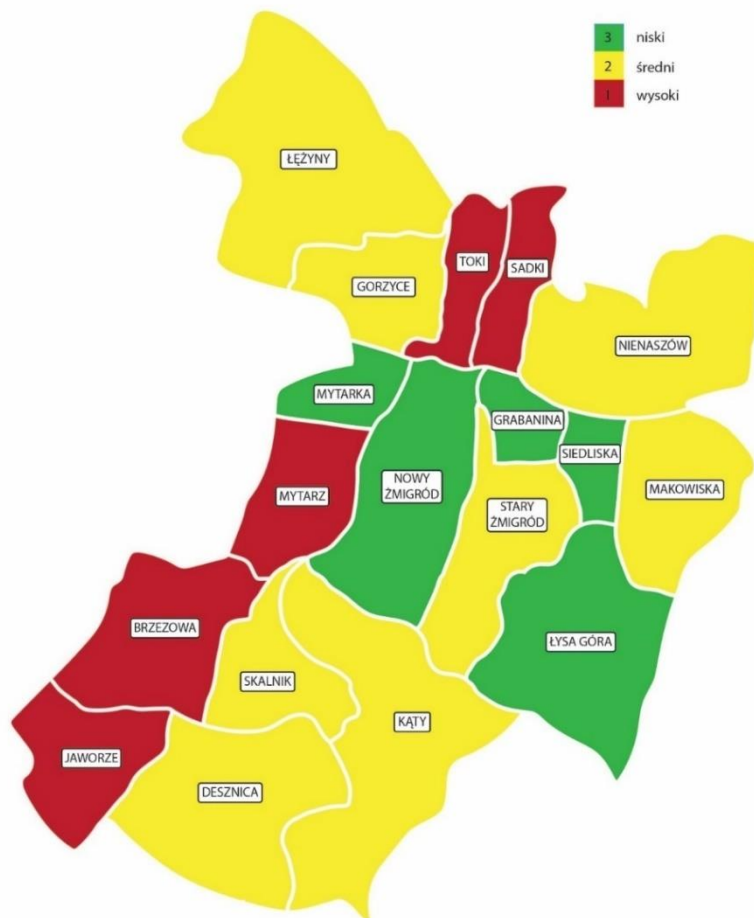 3 niski
2 średni
1 wysoki
ŁĘŻYNY
TOKI
SADKI
GORZYCE
NIENASZÓW
MYTARKA
GRABANINA
SIEDLISKA
NOWY
ŻMIGRÓD
MAKOWISKA
MYTARZ
STARY
ŻMIGRÓD
BRZEZOWA
ŁYSA GÓRA
SKALNIK
KĄTY
JAWORZE
DESZNICA